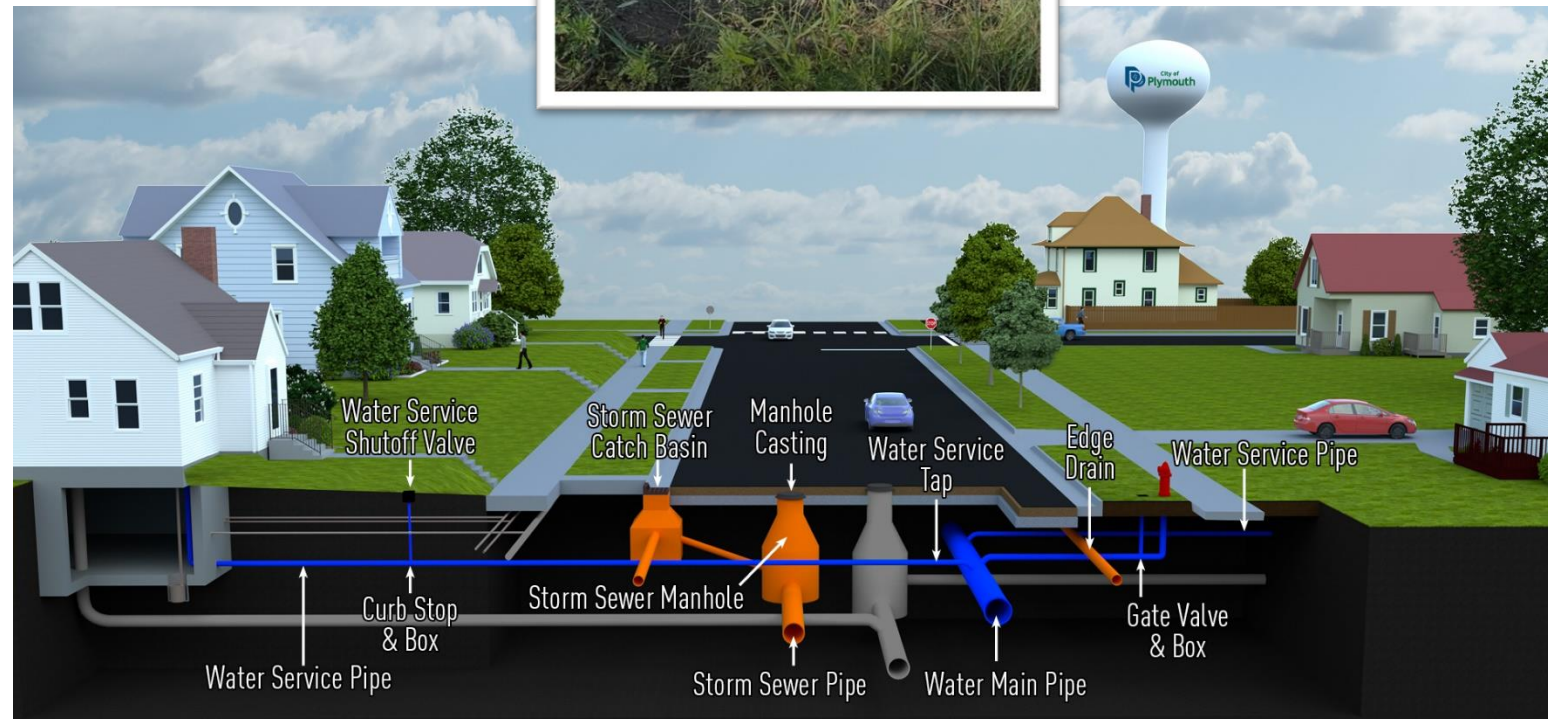 City of
Plymouth
Water Service
Shutoff Valve
Storm Sewer
Catch Basin
Manhole
Casting
Water Service
Tap
Edge
Drain
Water Service Pipe
Storm Sewer Manhole
Curb Stop
& Box
Gate Valve
& Box
Water Service Pipe
Storm Sewer Pipe
Water Main Pipe